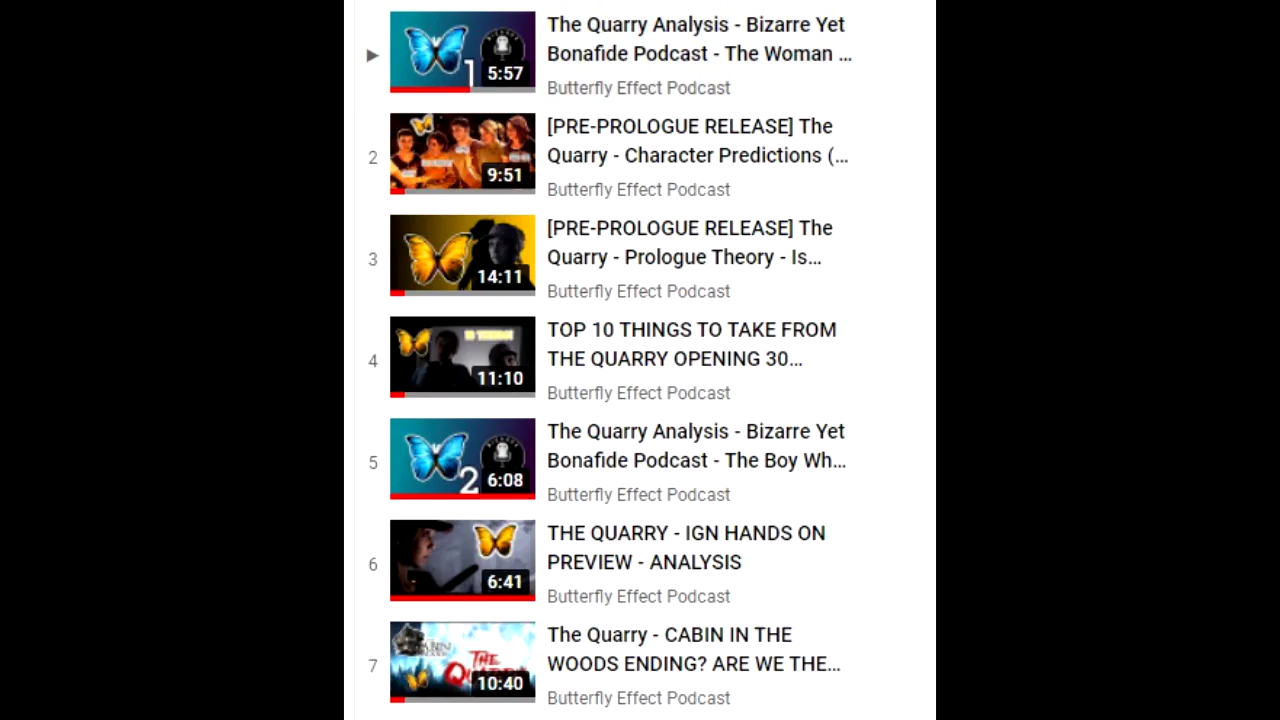 The Quarry Analysis - Bizarre Yet
Bonafide Podcast - The Woman ...
1
5:57
Butterfly Effect Podcast
[PRE-PROLOGUE RELEASE] The
2
Quarry - Character Predictions (...
9:51
Butterfly Effect Podcast
[PRE-PROLOGUE RELEASE] The
3
Quarry - Prologue Theory - Is...
14:11
Butterfly Effect Podcast
TOP 10 THINGS TO TAKE FROM
4
THE QUARRY OPENING 30...
11:10
Butterfly Effect Podcast
The Quarry Analysis - Bizarre Yet
5
Bonafide Podcast - The Boy Wh...
2
6:08
Butterfly Effect Podcast
THE QUARRY - IGN HANDS ON
6
PREVIEW - ANALYSIS
6:41
Butterfly Effect Podcast
The Quarry - CABIN IN THE
7
WOODS ENDING? ARE WE THE...
THE
10:40
Butterfly Effect Podcast